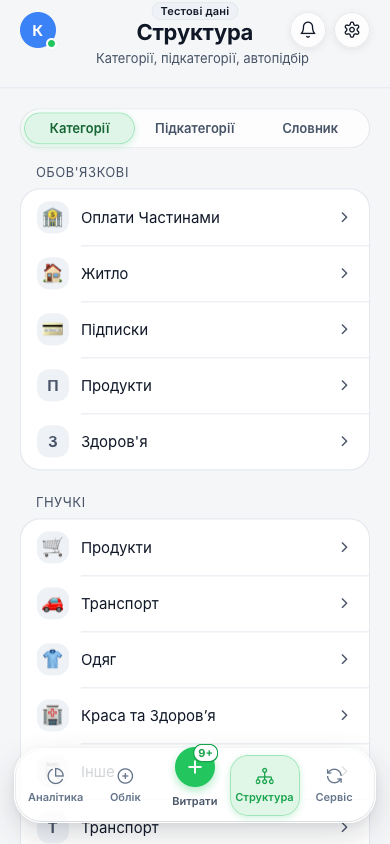 Тестові дані
К
Структура
Категорії, підкатегорії, автопідбір
Категорії
Підкатегорії
Словник
ОБОВ'ЯЗКОВІ
Оплати Частинами
Житло
Підписки
П
Продукти
З
Здоров'я
ГНУЧКІ
Продукти
Транспорт
Одяг
Краса та Здоров’я
Інше
9+
Аналітика
Облік
Витрати
Структура
Сервіс
Т
Транспорт